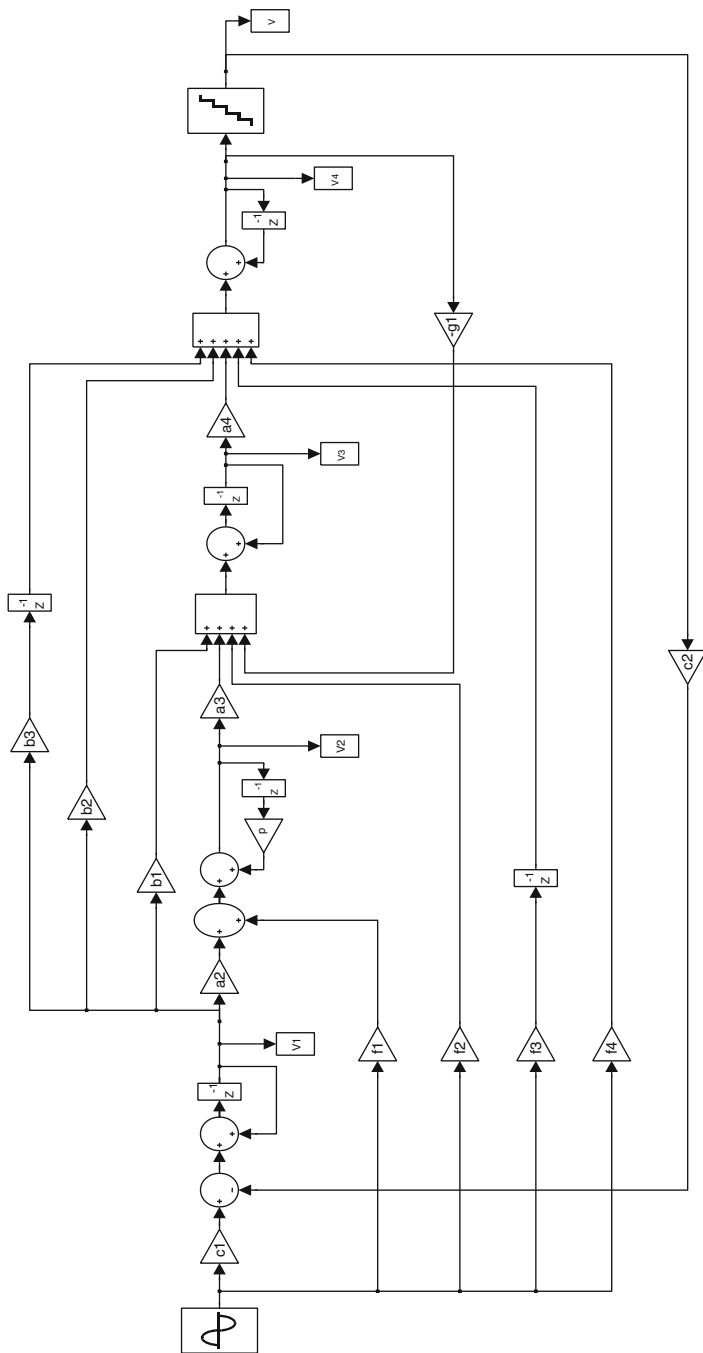 b3
-1
Z
b2
b1
c1
+
-
+
+
-1
Z
a2
+
+
+
+
a3
+
+
+
+
+
+
-1
Z
a4
+
+
+
+
+
+
+
p
-1
Z
-1
Z
V1
V2
V3
V4
V
f1
f2
-g1
f3
-1
Z
f4
c2